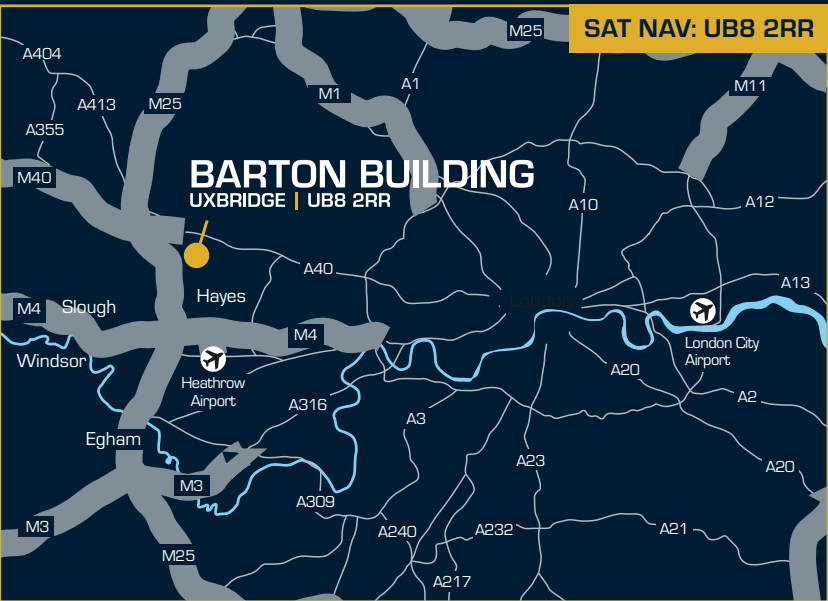 SAT NAV: UB8 2RR
M25
A404
A1
M11
M1
A413
M25
A355
BARTON BUILDING
UXBRIDGE | UB8 2RR
M40
A12
A10
A40
A13
Hayes
London
M4
Slough
M4
London City
Airport
Windsor
Heathrow
Airport
A20
A2
A316
A3
Egham
A23
A20
M3
A309
M3
A240
A232
A21
M25
A217